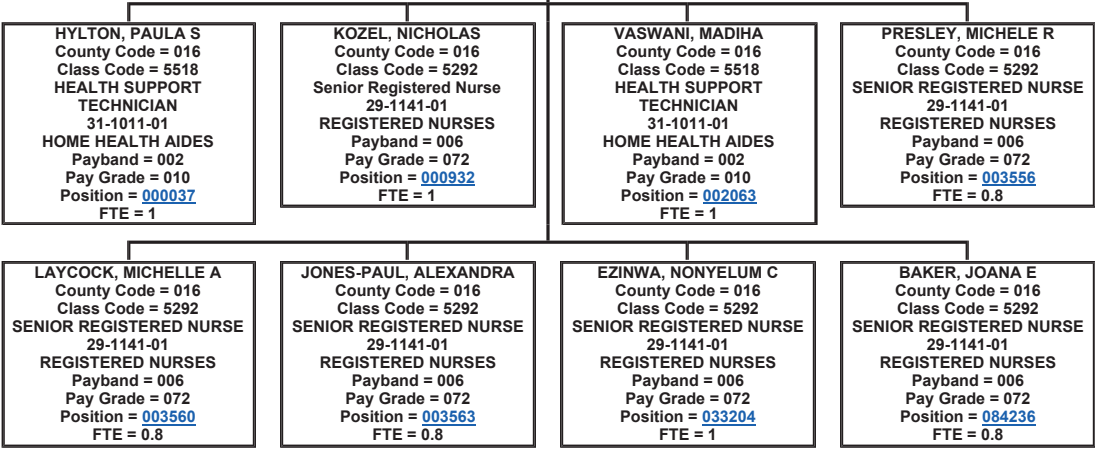 HYLTON, PAULA S
County Code = 016
Class Code = 5518
HEALTH SUPPORT
TECHNICIAN
31-1011-01
HOME HEALTH AIDES
Payband = 002
Pay Grade = 010
Position = 000037
FTE = 1
KOZEL, NICHOLAS
County Code = 016
Class Code = 5292
Senior Registered Nurse
29-1141-01
REGISTERED NURSES
Payband = 006
Pay Grade = 072
Position = 000932
FTE = 1
VASWANI, MADIHA
County Code = 016
Class Code = 5518
HEALTH SUPPORT
TECHNICIAN
31-1011-01
HOME HEALTH AIDES
Payband = 002
Pay Grade = 010
Position = 002063
FTE = 1
PRESLEY, MICHELE R
County Code = 016
Class Code = 5292
SENIOR REGISTERED NURSE
29-1141-01
REGISTERED NURSES
Payband = 006
Pay Grade = 072
Position = 003556
FTE = 0.8
LAYCOCK, MICHELLE A
County Code = 016
Class Code = 5292
SENIOR REGISTERED NURSE
29-1141-01
REGISTERED NURSES
Payband = 006
Pay Grade = 072
Position = 003560
FTE = 0.8
JONES-PAUL, ALEXANDRA
County Code = 016
Class Code = 5292
SENIOR REGISTERED NURSE
29-1141-01
REGISTERED NURSES
Payband = 006
Pay Grade = 072
Position = 003563
FTE = 0.8
EZINWA, NONYELUM C
County Code = 016
Class Code = 5292
SENIOR REGISTERED NURSE
29-1141-01
REGISTERED NURSES
Payband = 006
Pay Grade = 072
Position = 033204
FTE = 1
BAKER, JOANA E
County Code = 016
Class Code = 5292
SENIOR REGISTERED NURSE
29-1141-01
REGISTERED NURSES
Payband = 006
Pay Grade = 072
Position = 084236
FTE = 0.8